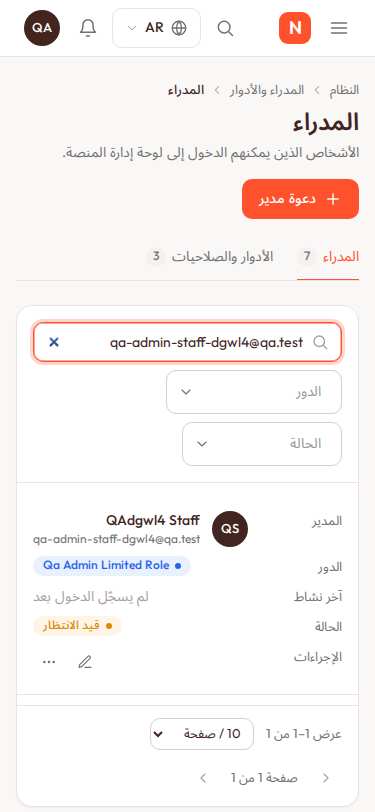 N
AR
QA
النظام
المدراء والأدوار
المدراء
المدراء
الأشخاص الذين يمكنهم الدخول إلى لوحة إدارة المنصة.
دعوة مدير
المدراء 7
الأدوار والصلاحيات 3
qa-admin-staff-dgwl4@qa.test
الدور
الحالة
المدير
QS
QAdgwl4 Staff
qa-admin-staff-dgwl4@qa.test
الدور
Qa Admin Limited Role
آخر نشاط
لم يسجّل الدخول بعد
الحالة
قيد الانتظار
الإجراءات
عرض 1–1 من 1
10 / صفحة
صفحة 1 من 1